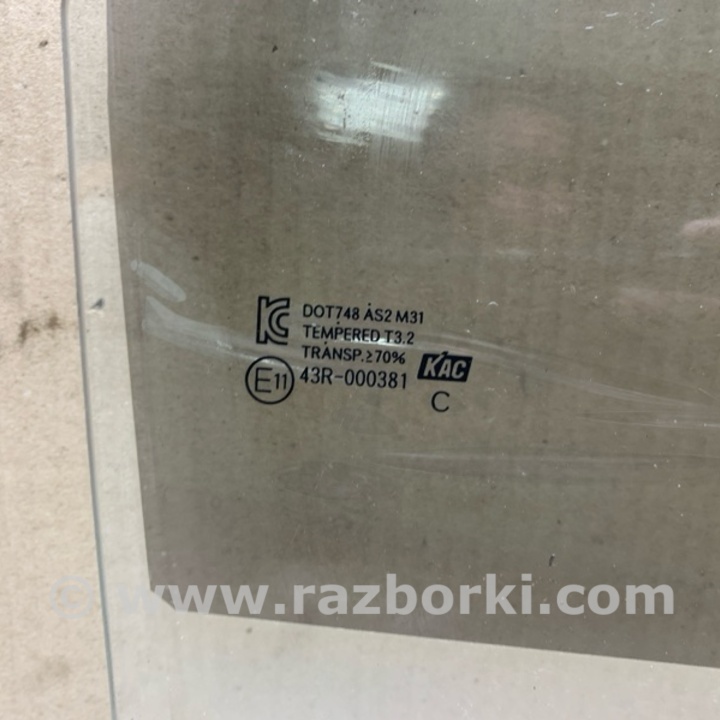 KC DOT748 AS2 M31
TEMPERED T3.2
TRANSP.≥70% KAC
E11 43R-000381
C
© www.razborki.com